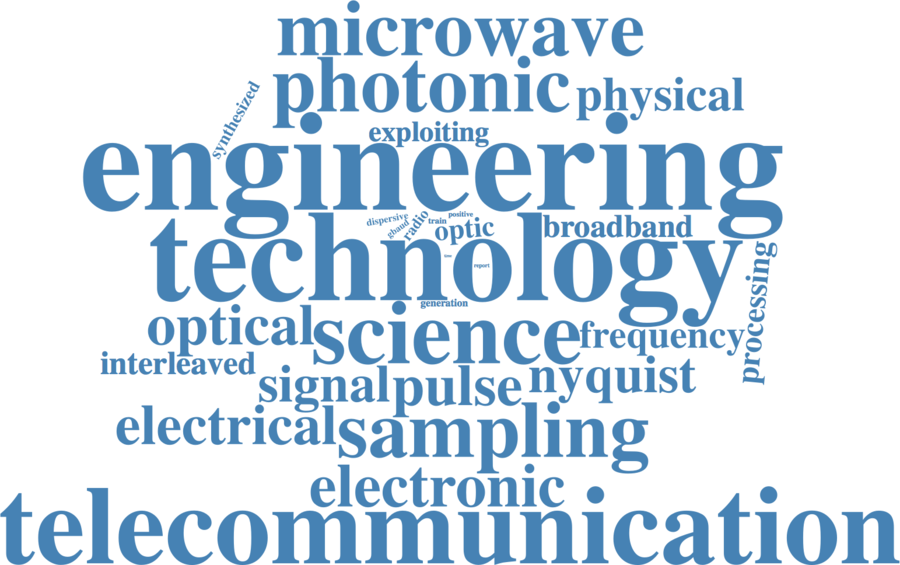 microwave
photonic
physical
synthesized
exploiting
engineering
dispersive
gbaud
radio
train
positive
optic
broadband
technology
report
generation
processing
optical
science
frequency
interleaved
signal
pulse
nyquist
electrical
sampling
electronic
telecommunication